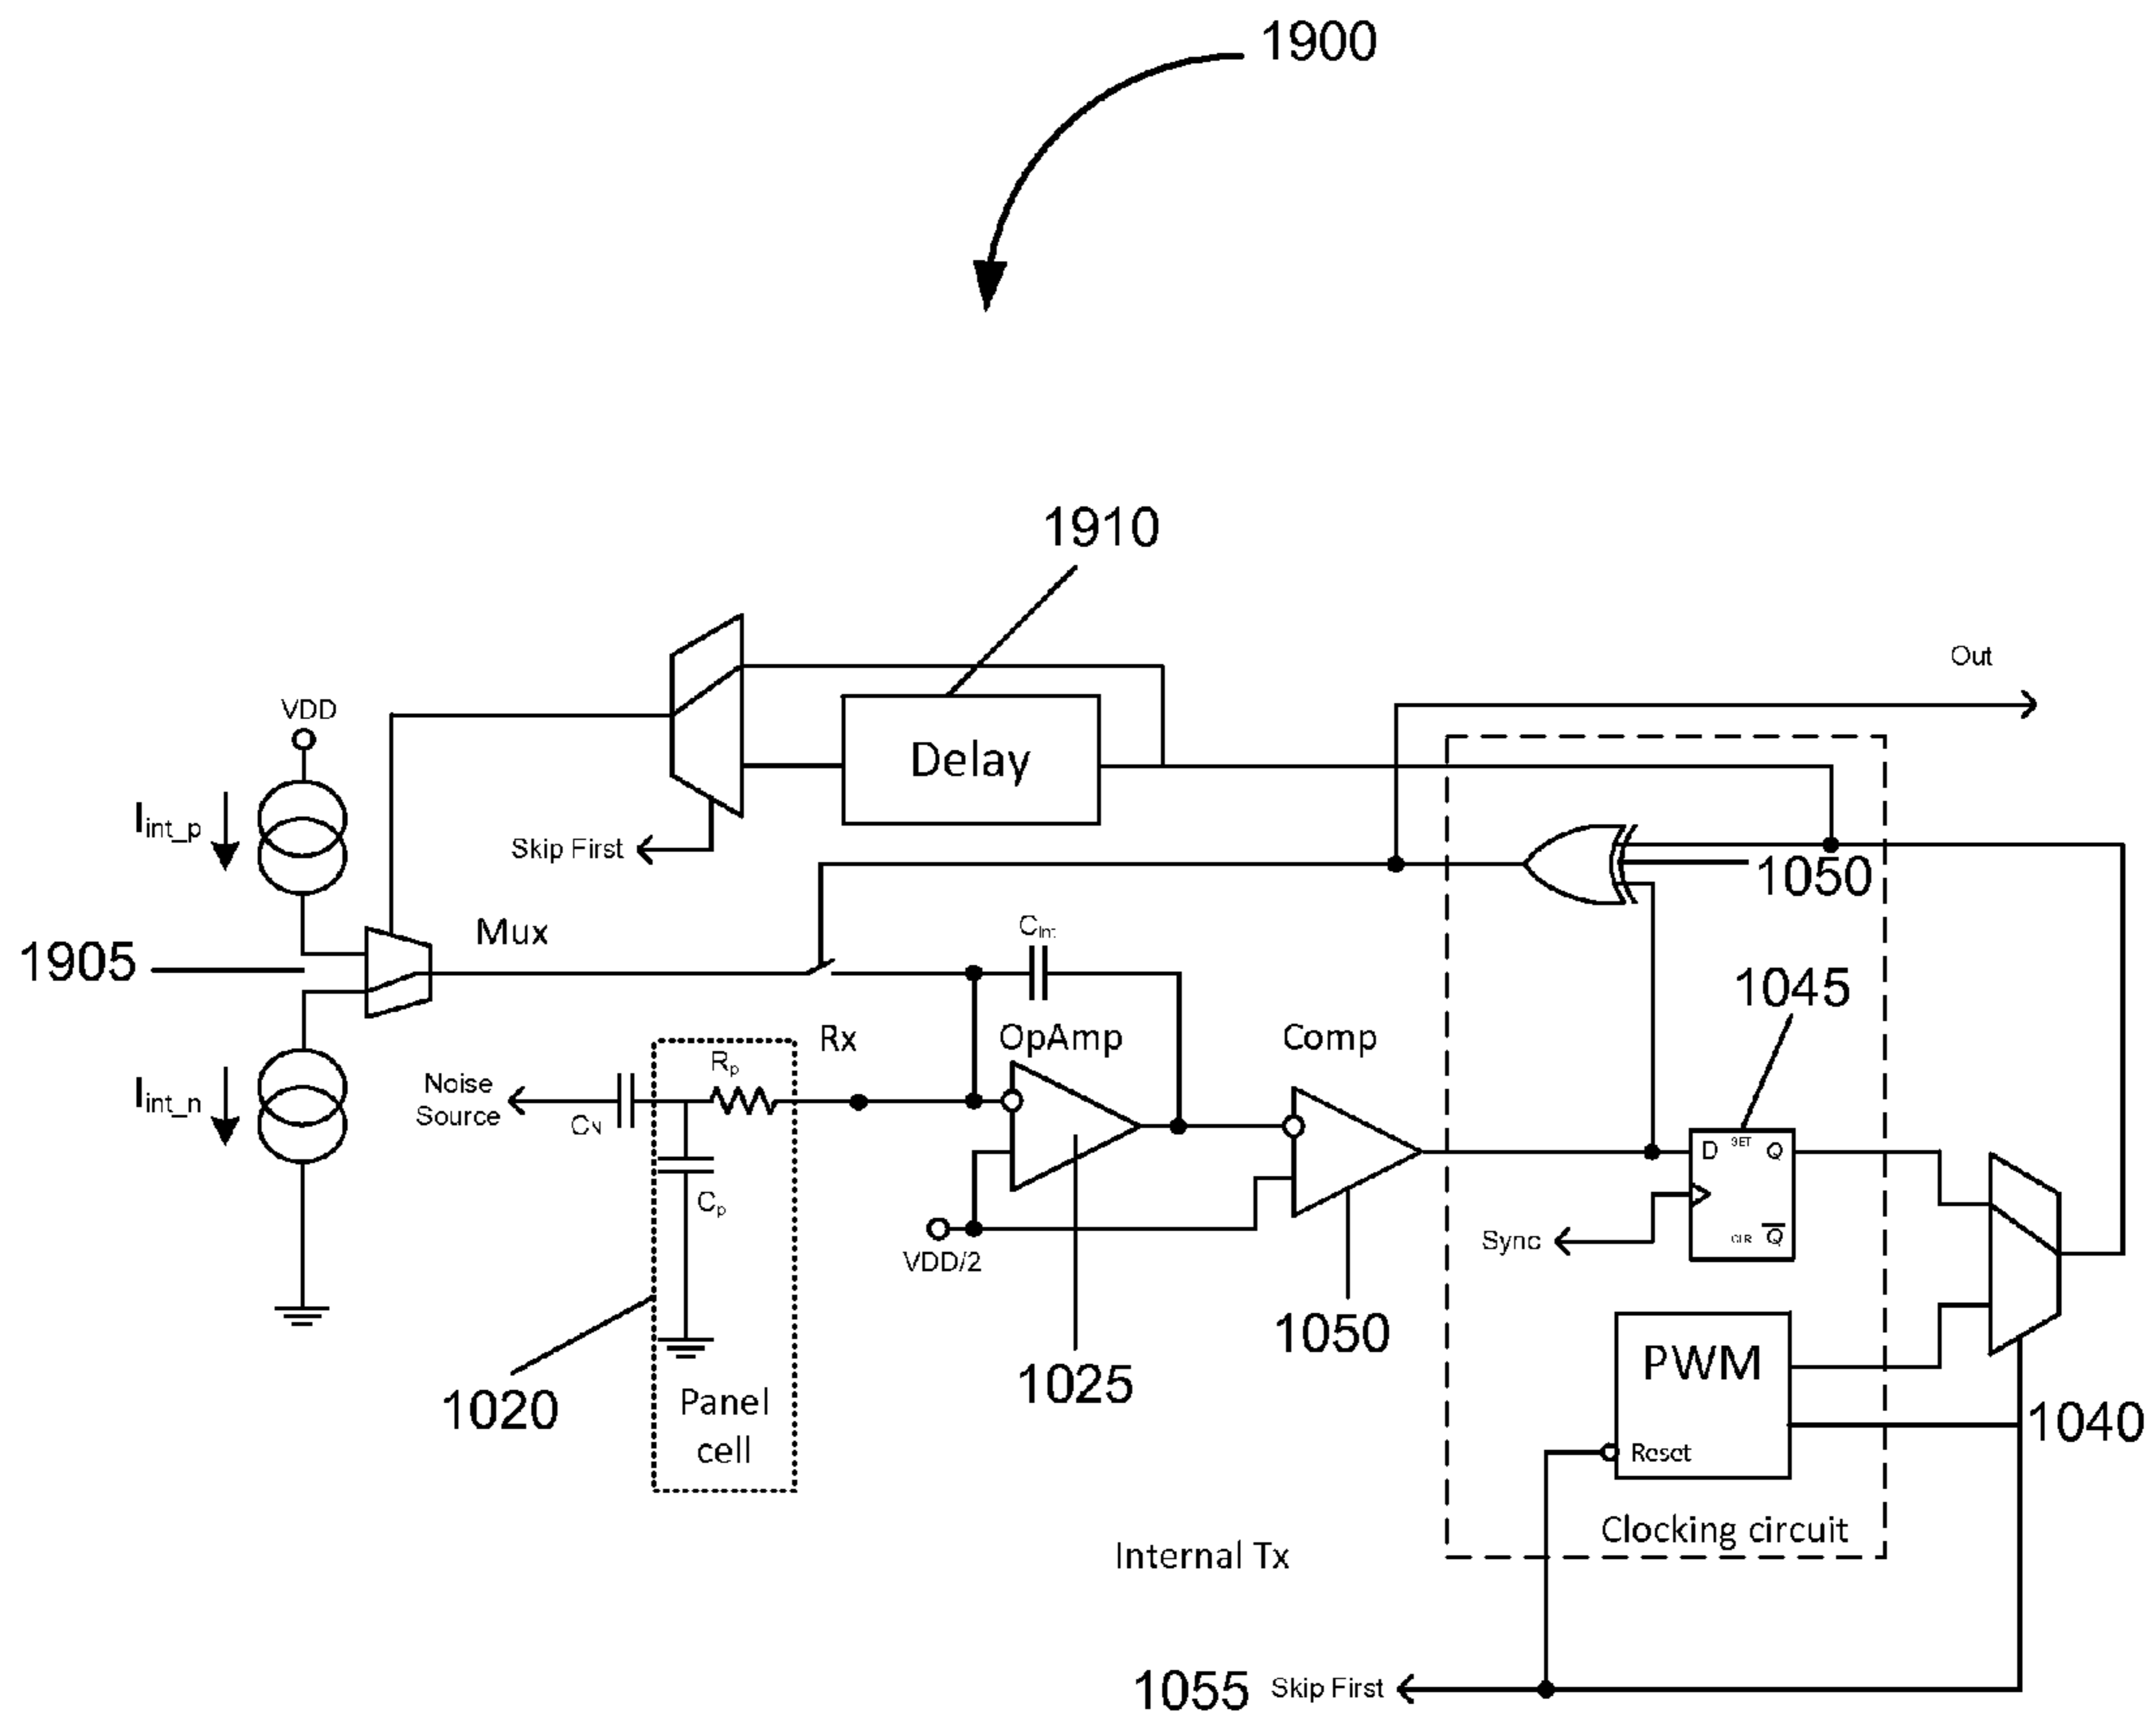 1900
1910
Out
VDD
Delay
Iint_p
Skip First
1050
Mux
CInt
1905
1045
Rx
OpAmp
Comp
Rp
Noise
Source
Iint_n
CN
D SET Q
Cp
Sync
CLR Q
VDD/2
1050
PWM
1025
1020
Panel
cell
1040
Reset
Clocking circuit
Internal Tx
1055 Skip First